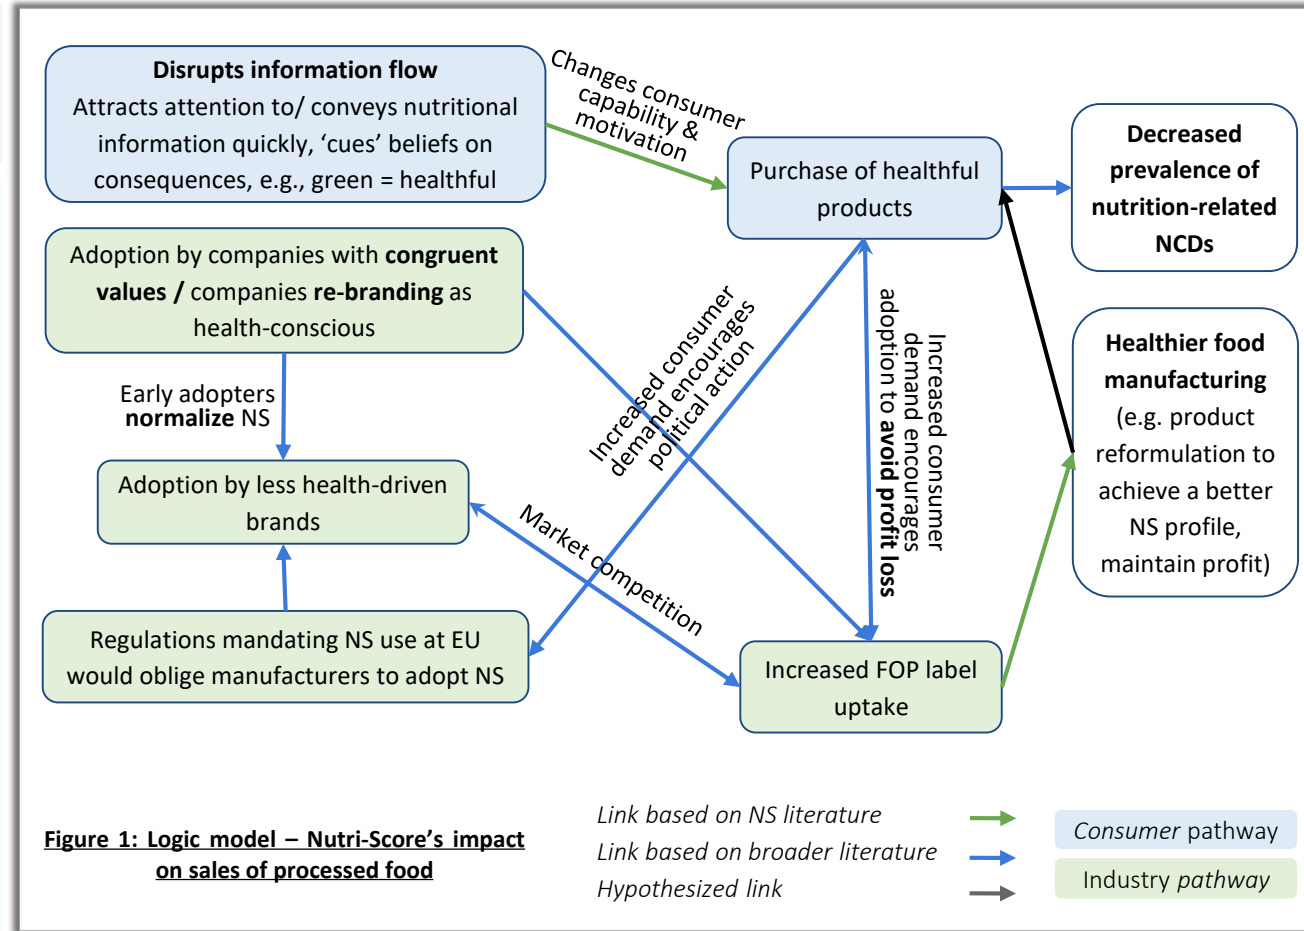 Disrupts information flow
Attracts attention to/ conveys nutritional
information quickly, ‘cues’ beliefs on
consequences, e.g., green = healthful
Changes consumer
capability &
motivation
Purchase of healthful
products
Decreased
prevalence of
nutrition-related
NCDs
Adoption by companies with congruent
values / companies re-branding as
health-conscious
Early adopters
normalize NS
Increased consumer
demand encourages
political action
Increased consumer
demand encourages
adoption to avoid profit loss
Healthier food
manufacturing
(e.g. product
reformulation to
achieve a better
NS profile,
maintain profit)
Adoption by less health-driven
brands
Market competition
Regulations mandating NS use at EU
would oblige manufacturers to adopt NS
Increased FOP label
uptake
Figure 1: Logic model – Nutri-Score’s impact
on sales of processed food
Link based on NS literature
Link based on broader literature
Hypothesized link
Consumer pathway
Industry pathway